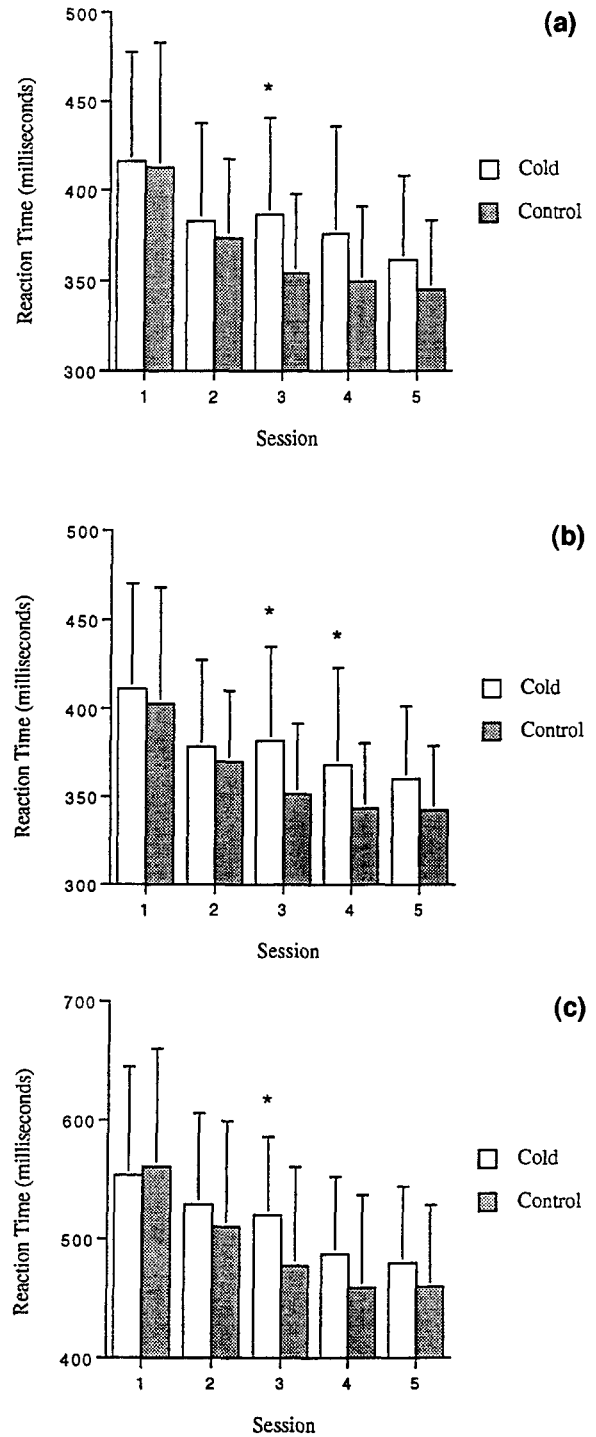 (a)
500
450
400
350
300
Reaction Time (milliseconds)
*
Cold
Control
1 2 3 4 5
Session
(b)
500
450
400
350
300
Reaction Time (milliseconds)
* *
Cold
Control
1 2 3 4 5
Session
(c)
700
600
500
400
Reaction Time (milliseconds)
*
Cold
Control
1 2 3 4 5
Session